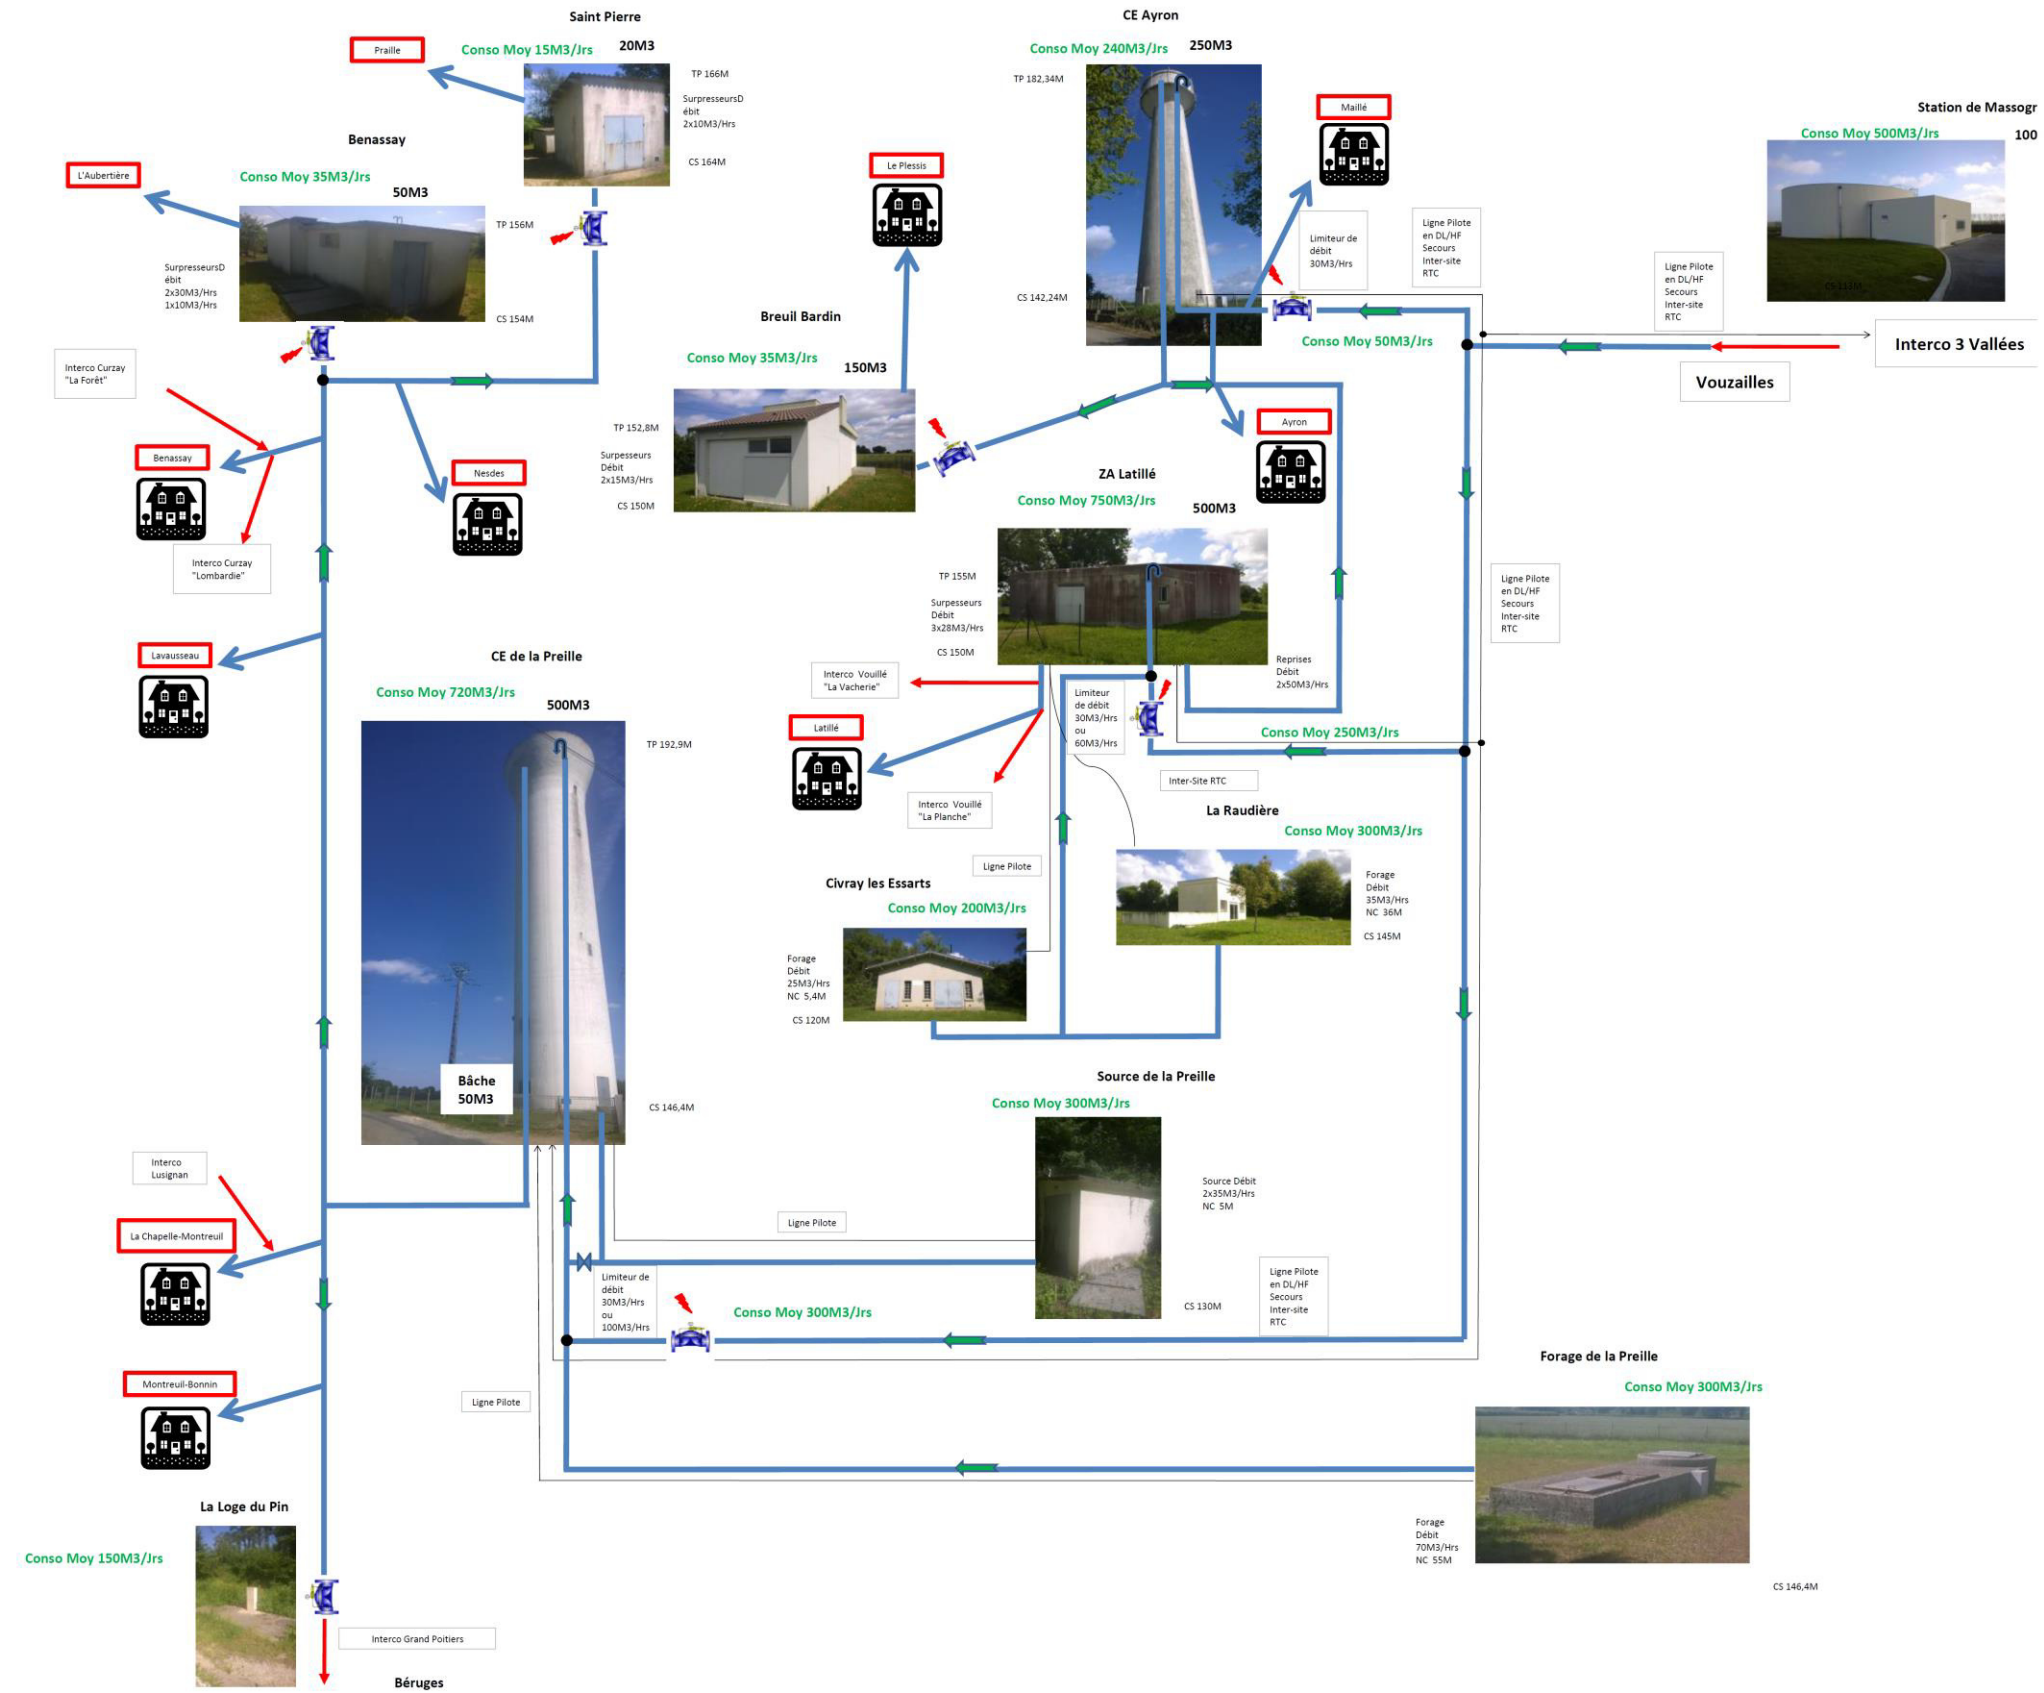 Saint Pierre
Praille
Conso Moy 15M3/Jrs
20M3
TP 166M
SurpresseursD
ébit
2x10M3/Hrs
CS 164M
CE Ayron
Conso Moy 240M3/Jrs
250M3
TP 182,34M
CS 142,24M
Maillé
Limiteur de
débit
30M3/Hrs
Ligne Pilote
en DL/HF
Secours
Inter-site
RTC
Ligne Pilote
en DL/HF
Secours
Inter-site
RTC
Station de Massogr
Conso Moy 500M3/Jrs
100
CS 113M
Interco 3 Vallées
Vouzailles
Conso Moy 50M3/Jrs
Benassay
L'Aubertière
Conso Moy 35M3/Jrs
50M3
TP 156M
SurpresseursD
ébit
2x30M3/Hrs
1x10M3/Hrs
CS 154M
Interco Curzay
"La Forêt"
Benassay
Interco Curzay
"Lombardie"
Nesdes
Le Plessis
Breuil Bardin
Conso Moy 35M3/Jrs
150M3
TP 152,8M
Surpesseurs
Débit
2x15M3/Hrs
CS 150M
Ayron
ZA Latillé
Conso Moy 750M3/Jrs
500M3
TP 155M
Surpesseurs
Débit
3x28M3/Hrs
CS 150M
Reprises
Débit
2x50M3/Hrs
Ligne Pilote
en DL/HF
Secours
Inter-site
RTC
Interco Vouillé
"La Vacherie"
Latillé
Interco Vouillé
"La Planche"
Limiteur
de débit
30M3/Hrs
ou
60M3/Hrs
Conso Moy 250M3/Jrs
Inter-Site RTC
Lavausseau
CE de la Preille
Conso Moy 720M3/Jrs
500M3
TP 192,9M
Bâche
50M3
CS 146,4M
La Raudière
Conso Moy 300M3/Jrs
Forage
Débit
35M3/Hrs
NC 36M
CS 145M
Ligne Pilote
Civray les Essarts
Conso Moy 200M3/Jrs
Forage
Débit
25M3/Hrs
NC 5,4M
CS 120M
Source de la Preille
Conso Moy 300M3/Jrs
Source Débit
2x35M3/Hrs
NC 5M
CS 130M
Ligne Pilote
Interco
Lusignan
La Chapelle-Montreuil
Limiteur de
débit
30M3/Hrs
ou
100M3/Hrs
Conso Moy 300M3/Jrs
Ligne Pilote
en DL/HF
Secours
Inter-site
RTC
Montreuil-Bonnin
Ligne Pilote
Forage de la Preille
Conso Moy 300M3/Jrs
Forage
Débit
70M3/Hrs
NC 55M
CS 146,4M
La Loge du Pin
Conso Moy 150M3/Jrs
Interco Grand Poitiers
Béruges